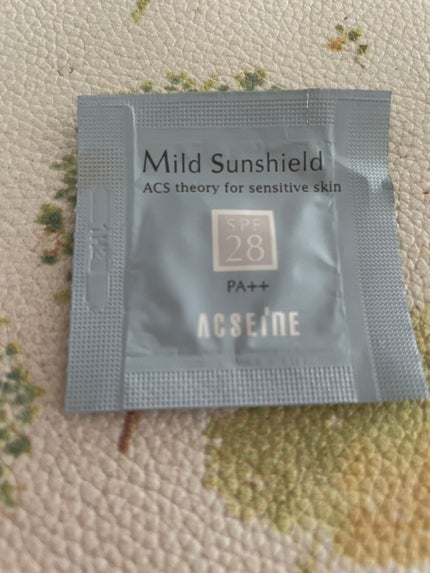 Mild Sunshield
ACS theory for sensitive skin
SPF
28
PA++
ACSEINE